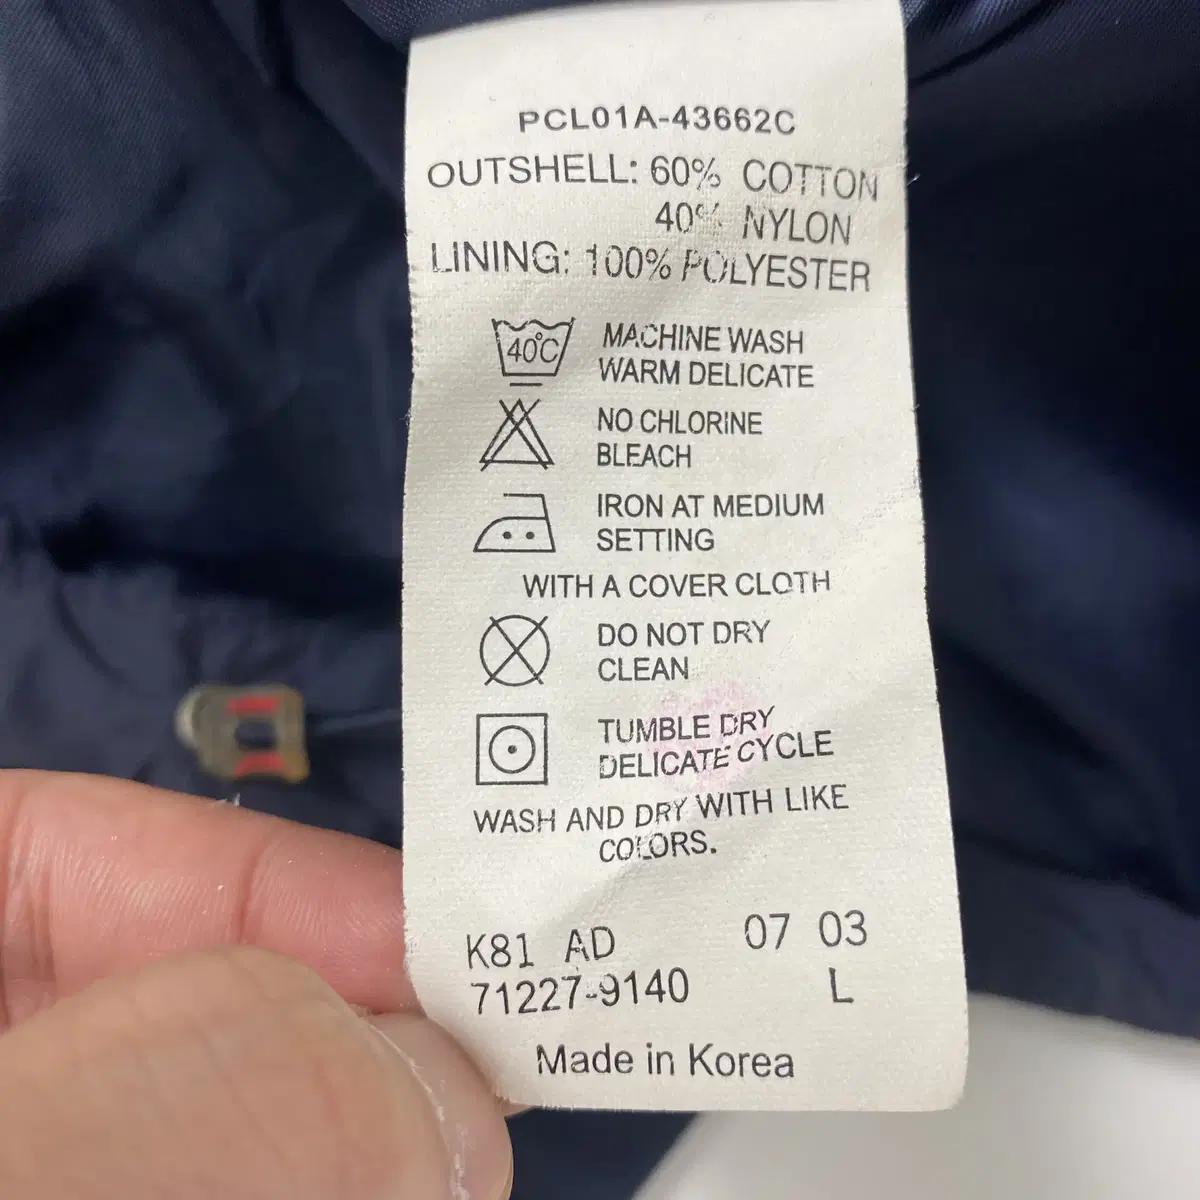 PCL01A-43662C
OUTSHELL: 60% COTTON
40% NYLON
LINING: 100% POLYESTER
40°C MACHINE WASH
WARM DELICATE
NO CHLORINE
BLEACH
IRON AT MEDIUM
SETTING
WITH A COVER CLOTH
DO NOT DRY
CLEAN
TUMBLE DRY
DELICATE CYCLE
WASH AND DRY WITH LIKE
COLORS.
K81 AD 07 03
71227-9140 L
Made in Korea